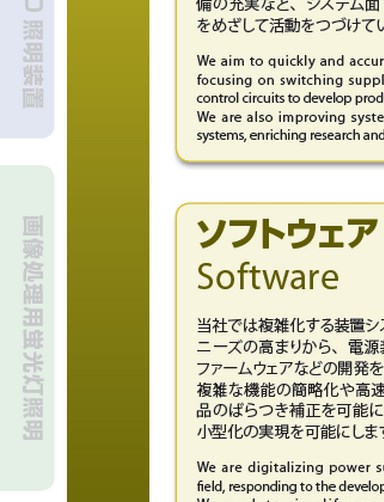 備の充実など、システム面
をめざして活動をつづけてい
We aim to quickly and accur
focusing on switching suppl
control circuits to develop prod
We are also improving syste
systems, enriching research and
ソフトウェア
Software
当社では複雑化する装置シス
ニーズの高まりから、電源装
ファームウェアなどの開発を
複雑な機能の簡略化や高速
品のばらつき補正を可能に
小型化の実現を可能にします
We are digitalizing power su
field, responding to the develop
照明装置
画像処理用蛍光灯照明